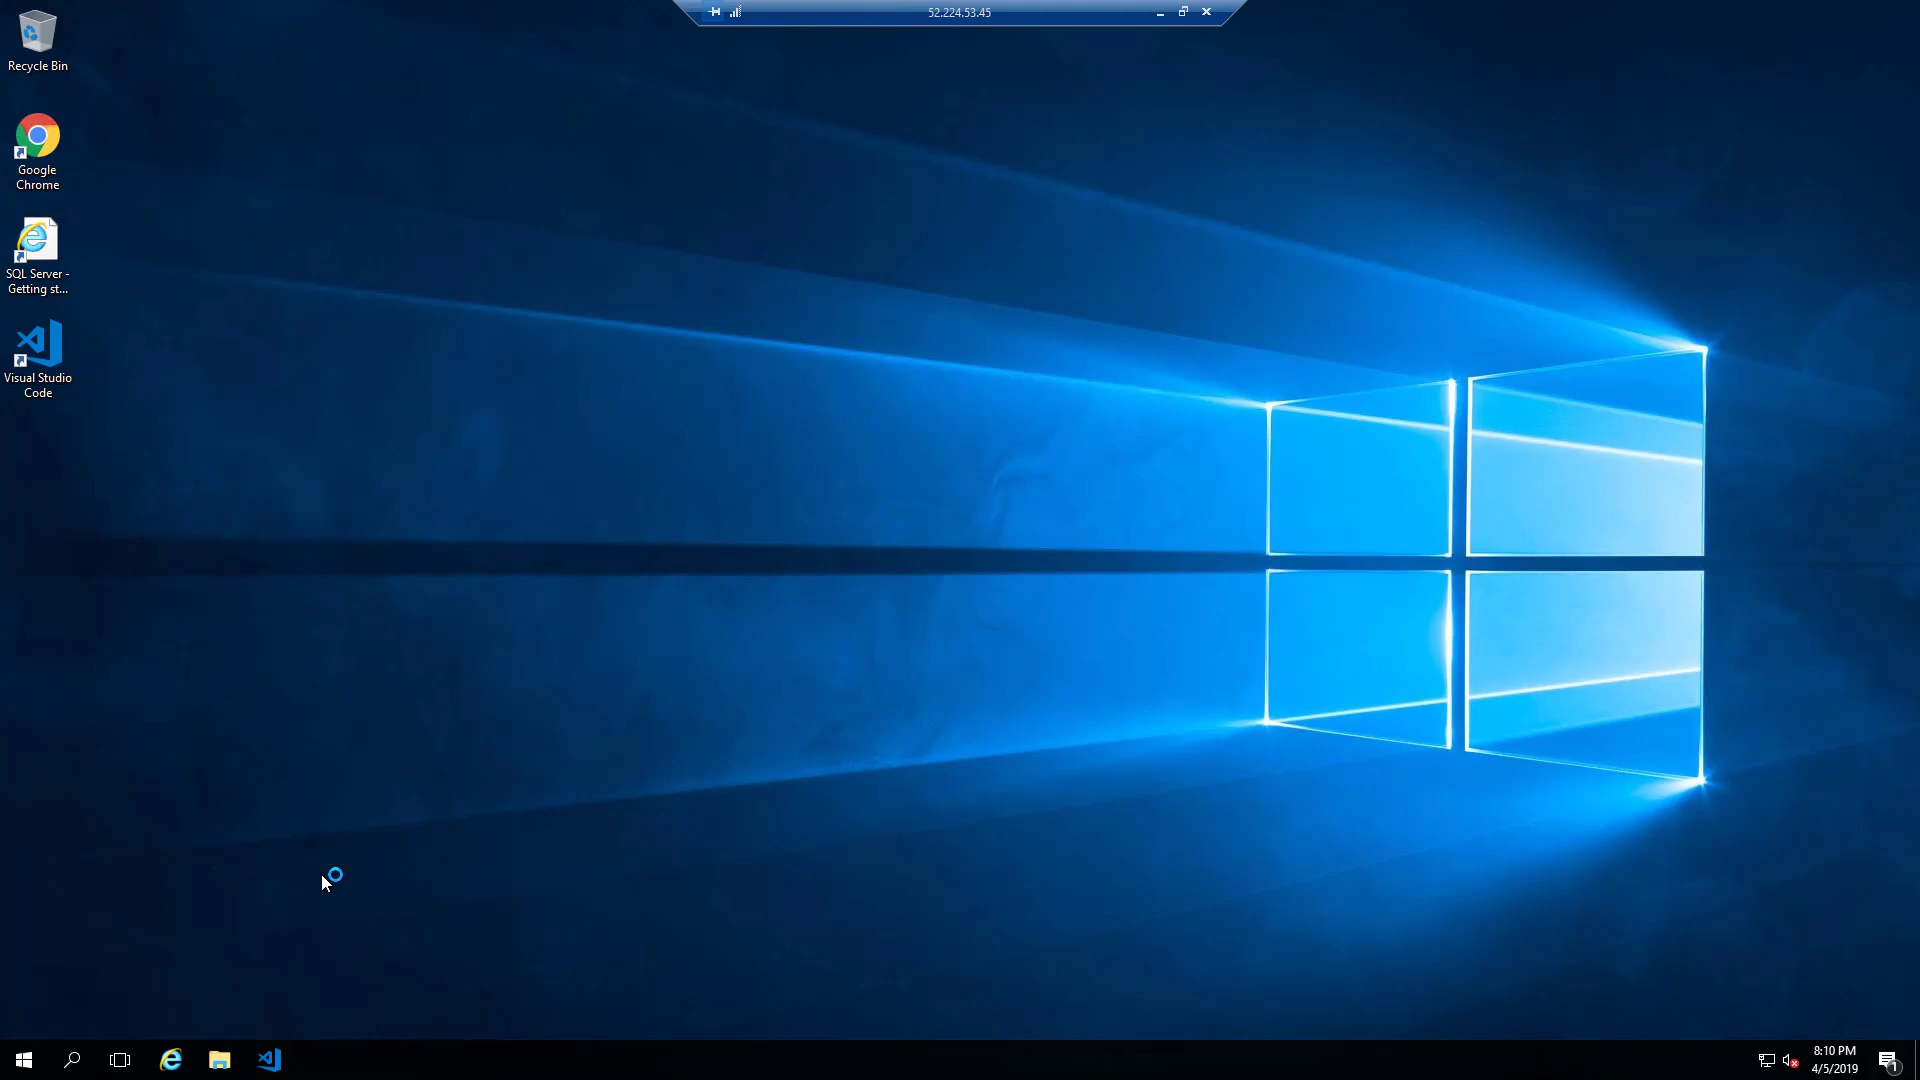 52.224.53.45
Recycle Bin
Google
Chrome
SQL Server -
Getting st...
Visual Studio
Code
8:10 PM
4/5/2019
1